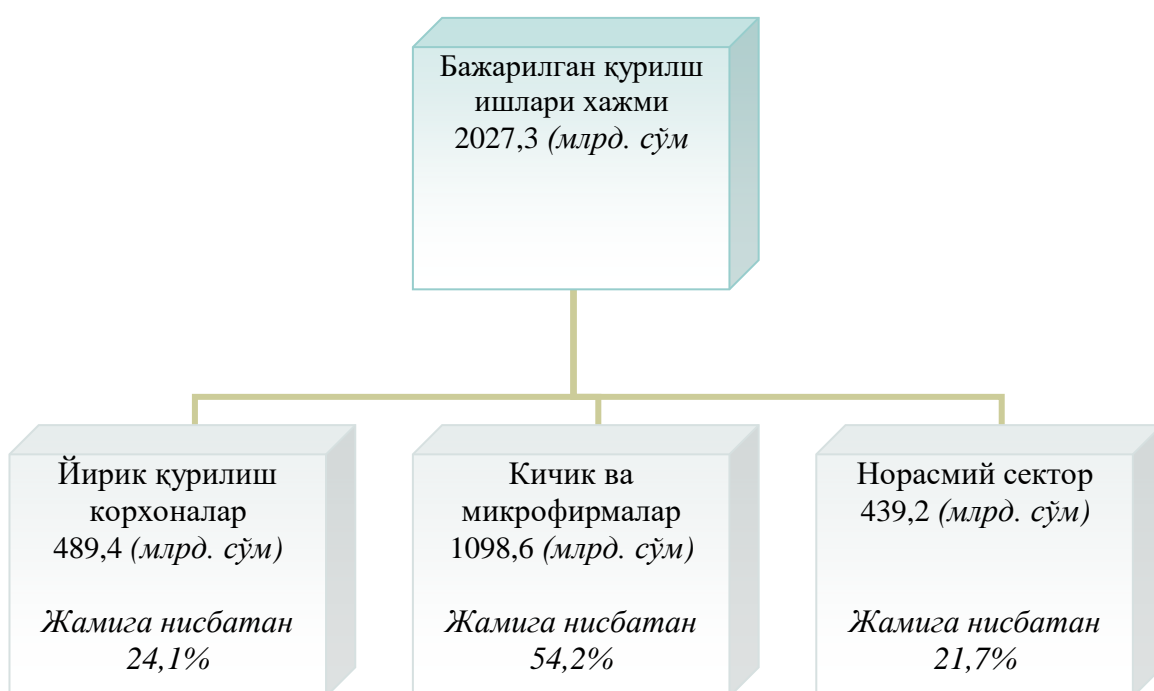 Бажарилган қурилш
ишлари хажми
2027,3 (млрд. сўм
Йирик қурилиш
корхоналар
489,4 (млрд. сўм)
Жамига нисбатан
24,1%
Кичик ва
микрофирмалар
1098,6 (млрд. сўм)
Жамига нисбатан
54,2%
Норасмий сектор
439,2 (млрд. сўм)
Жамига нисбатан
21,7%